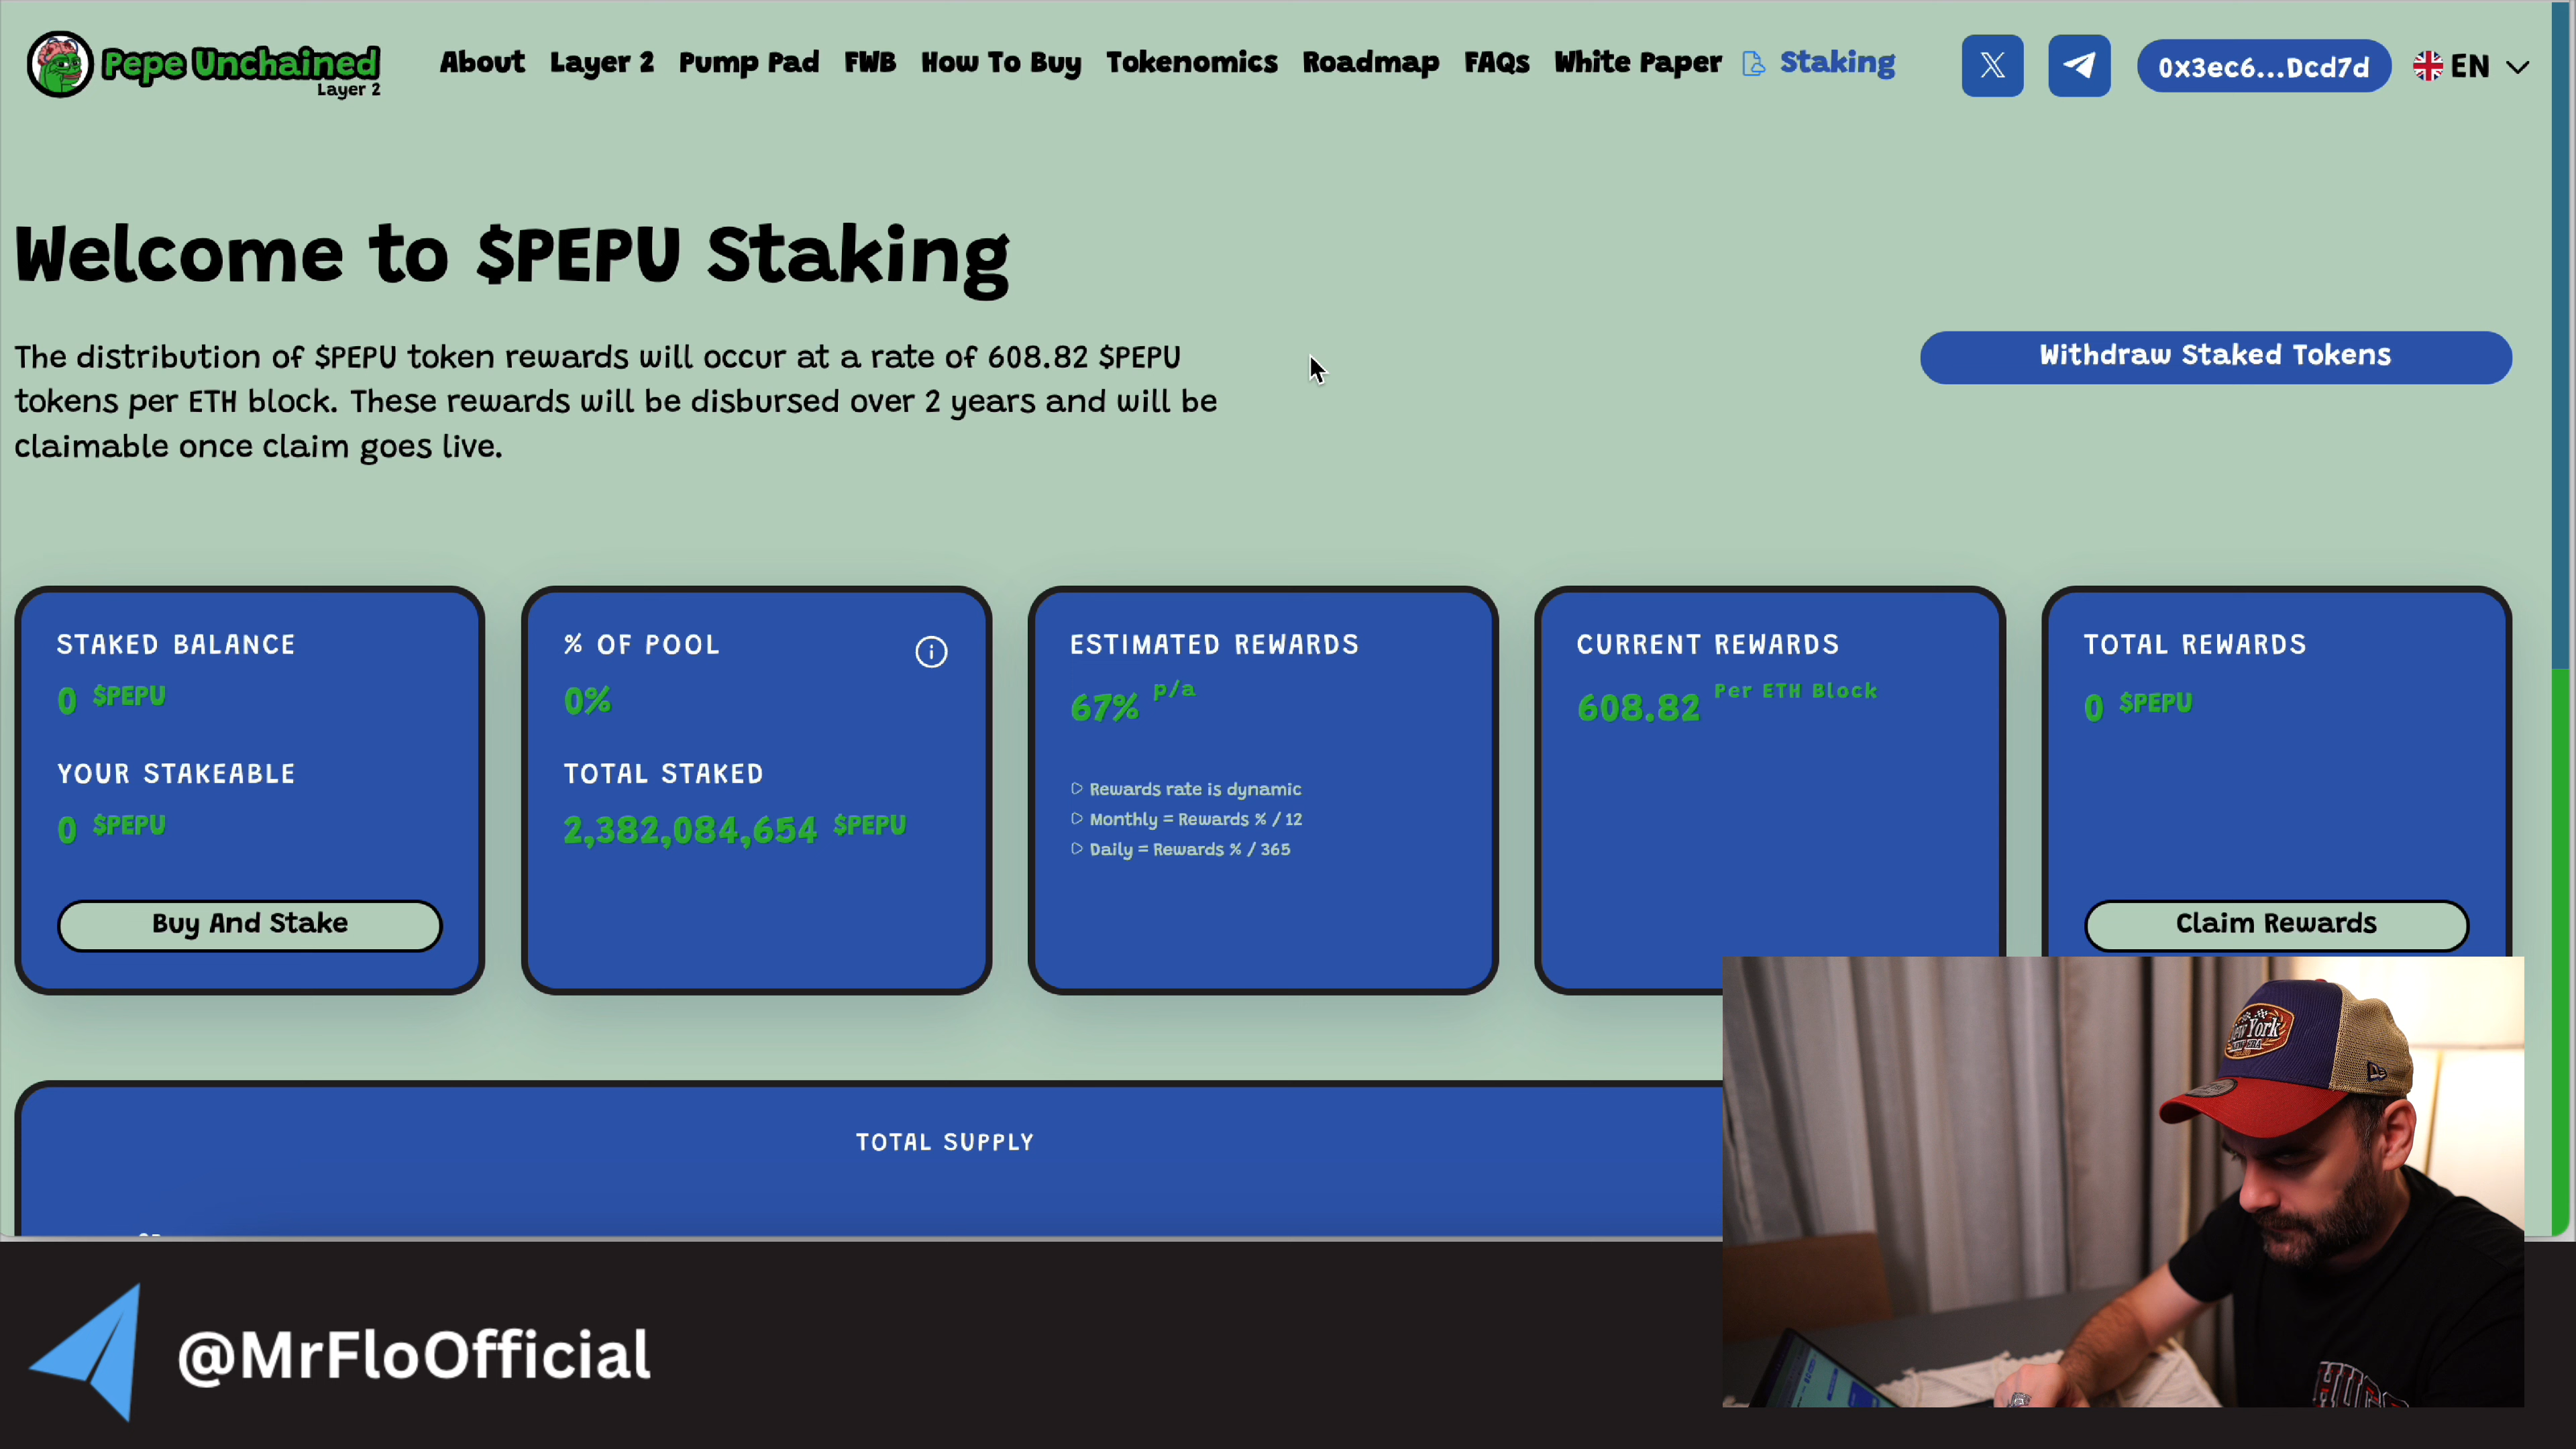 Pepe Unchained
Layer 2
About
Layer 2
Pump Pad
FWB
How To Buy
Tokenomics
Roadmap
FAQs
White Paper
Staking
0x3ec6...Dcd7d
EN
Welcome to $PEPU Staking
The distribution of $PEPU token rewards will occur at a rate of 608.82 $PEPU
tokens per ETH block. These rewards will be disbursed over 2 years and will be
claimable once claim goes live.
Withdraw Staked Tokens
STAKED BALANCE
0 $PEPU
YOUR STAKEABLE
0 $PEPU
Buy And Stake
% OF POOL
0%
TOTAL STAKED
2,382,084,654 $PEPU
ESTIMATED REWARDS
67% p/a
Rewards rate is dynamic
Monthly = Rewards % / 12
Daily = Rewards % / 365
CURRENT REWARDS
608.82 Per ETH Block
TOTAL REWARDS
0 $PEPU
Claim Rewards
TOTAL SUPPLY
New York
NEW ERA
@MrFloOfficial